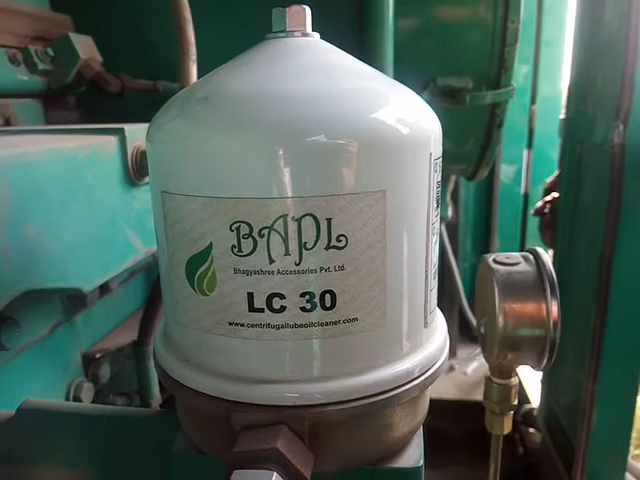 BAPL
Bhagyashree Accessories Pvt. Ltd.
LC 30
www.centrifugallubeoilcleaner.com